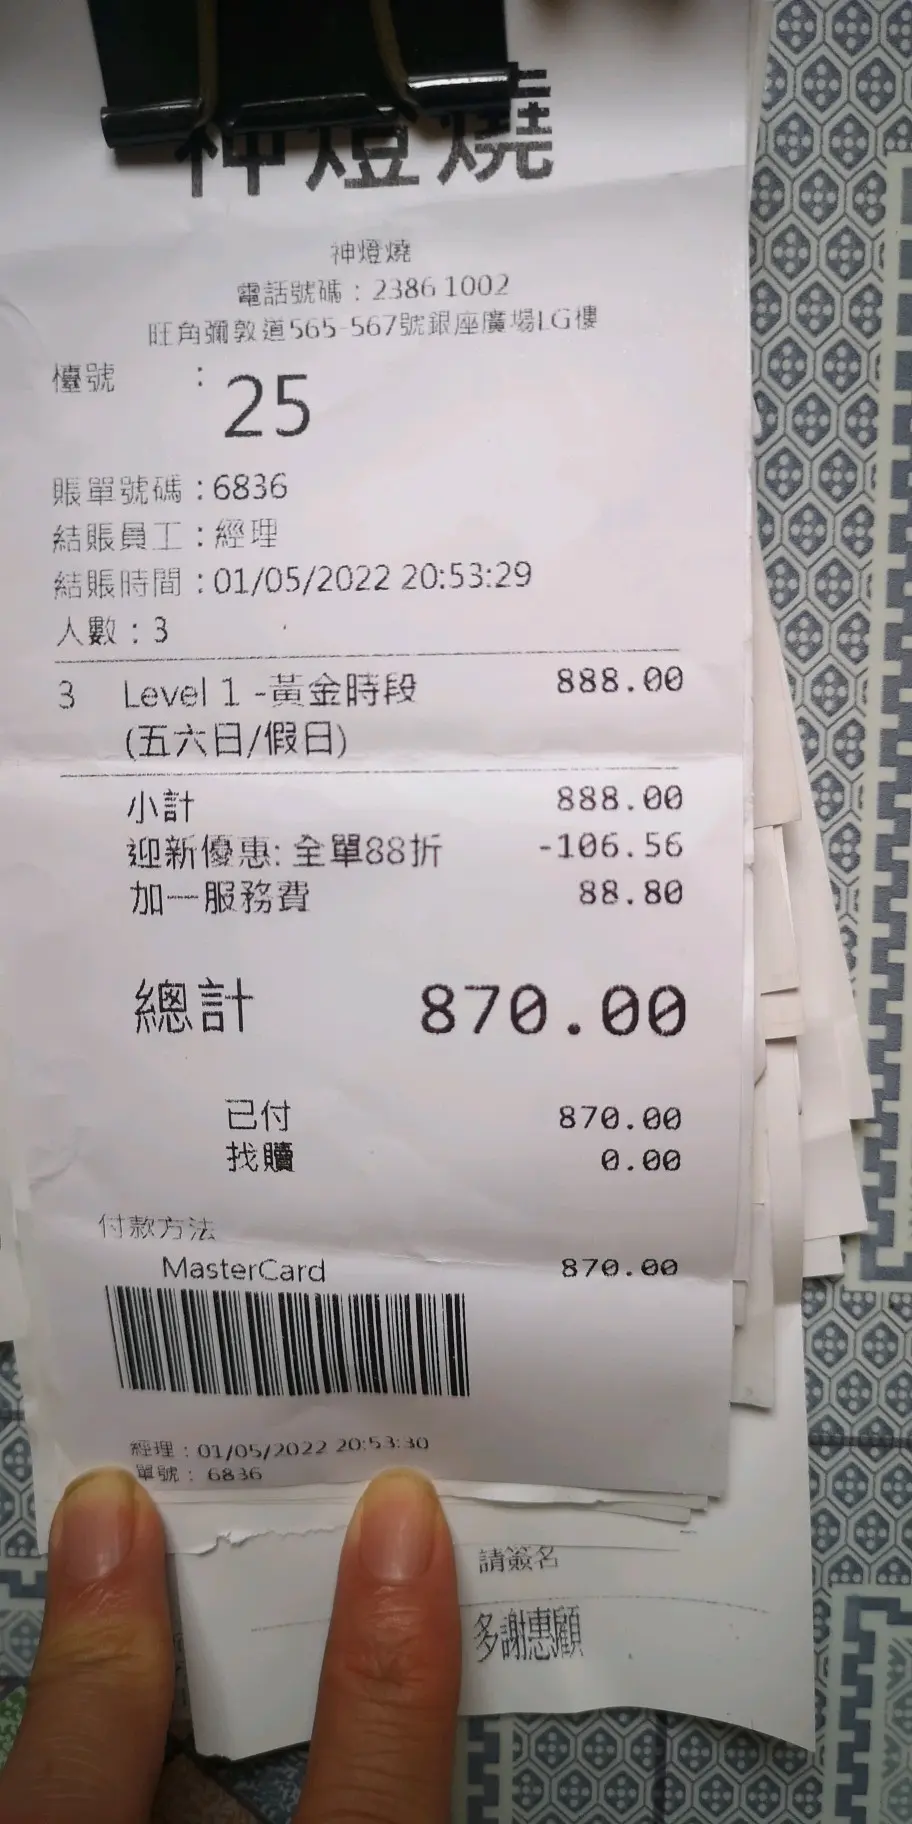 神燈燒
神燈燒
電話號碼：2386 1002
旺角彌敦道565-567號銀座廣場LG樓
檯號 : 25
賬單號碼 : 6836
結賬員工 : 經理
結賬時間 : 01/05/2022 20:53:29
人數 : 3
3 Level 1 -黃金時段 888.00
(五六日/假日)
小計 888.00
迎新優惠: 全單88折 -106.56
加一服務費 88.80
總計 870.00
已付 870.00
找贖 0.00
付款方法
MasterCard 870.00
經理 : 01/05/2022 20:53:30
單號 : 6836
請簽名
多謝惠顧